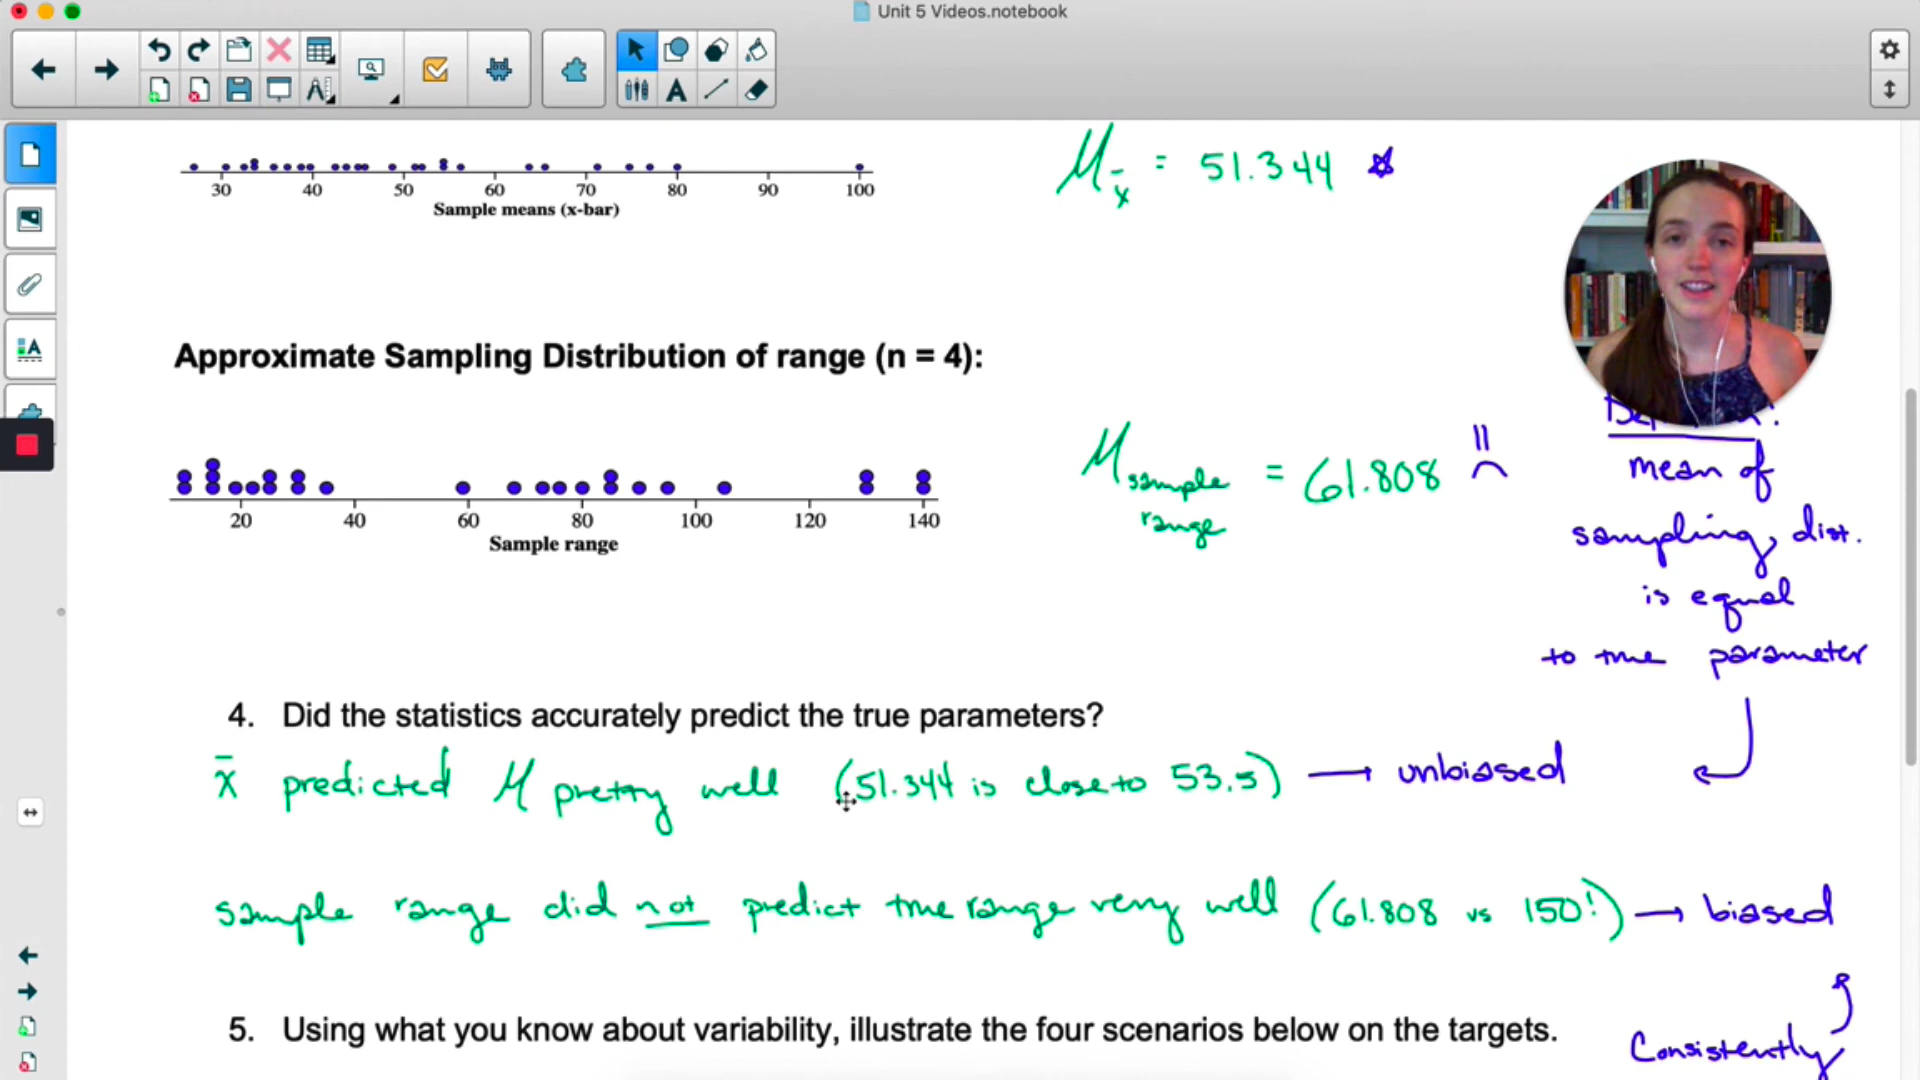 Unit 5 Videos.notebook
30 40 50 60 70 80 90 100
Sample means (x-bar)
μx̄ = 51.344
Approximate Sampling Distribution of range (n = 4):
20 40 60 80 100 120 140
Sample range
μ sample range = 61.808
mean of
sampling dist.
is equal
to true parameter
4. Did the statistics accurately predict the true parameters?
x̄ predicted μ pretty well (51.344 is close to 53.5) → unbiased
sample range did not predict true range very well (61.808 vs 150!) → biased
5. Using what you know about variability, illustrate the four scenarios below on the targets.
Consistently